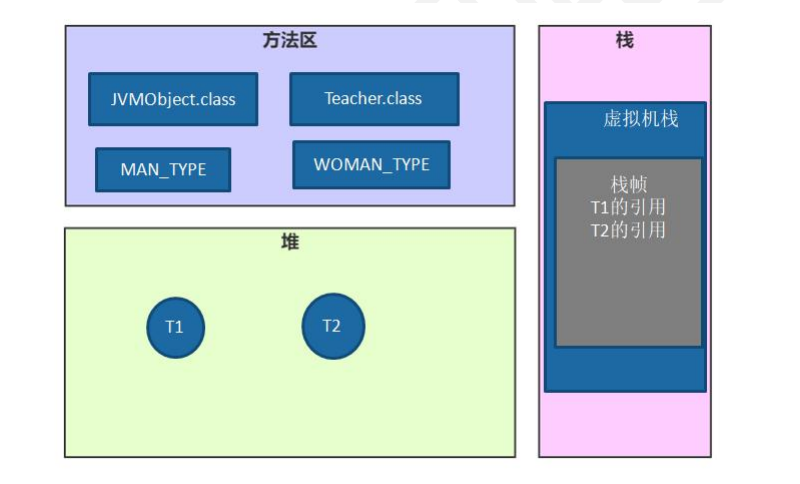 方法区
JVMObject.class
Teacher.class
MAN_TYPE
WOMAN_TYPE
堆
T1
T2
栈
虚拟机栈
栈帧
T1的引用
T2的引用